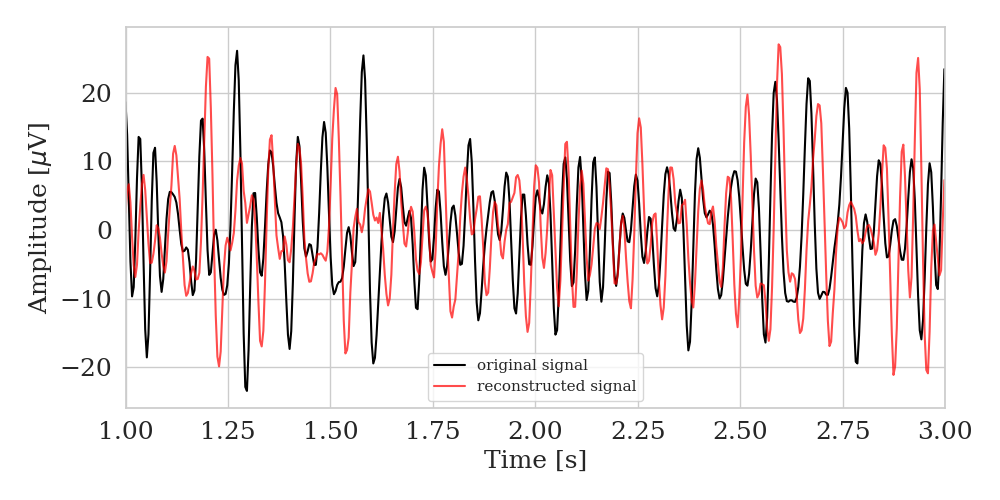 Amplitude [μV]
20
10
0
−10
−20
original signal
reconstructed signal
1.00 1.25 1.50 1.75 2.00 2.25 2.50 2.75 3.00
Time [s]